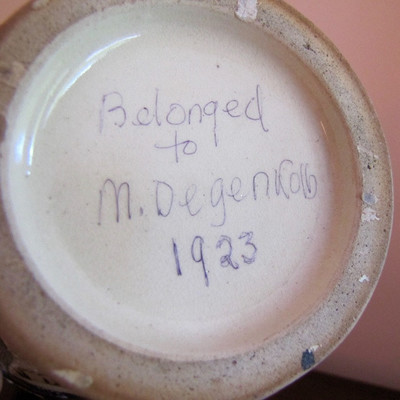 Belonged
to
M. Degenkolb
1923